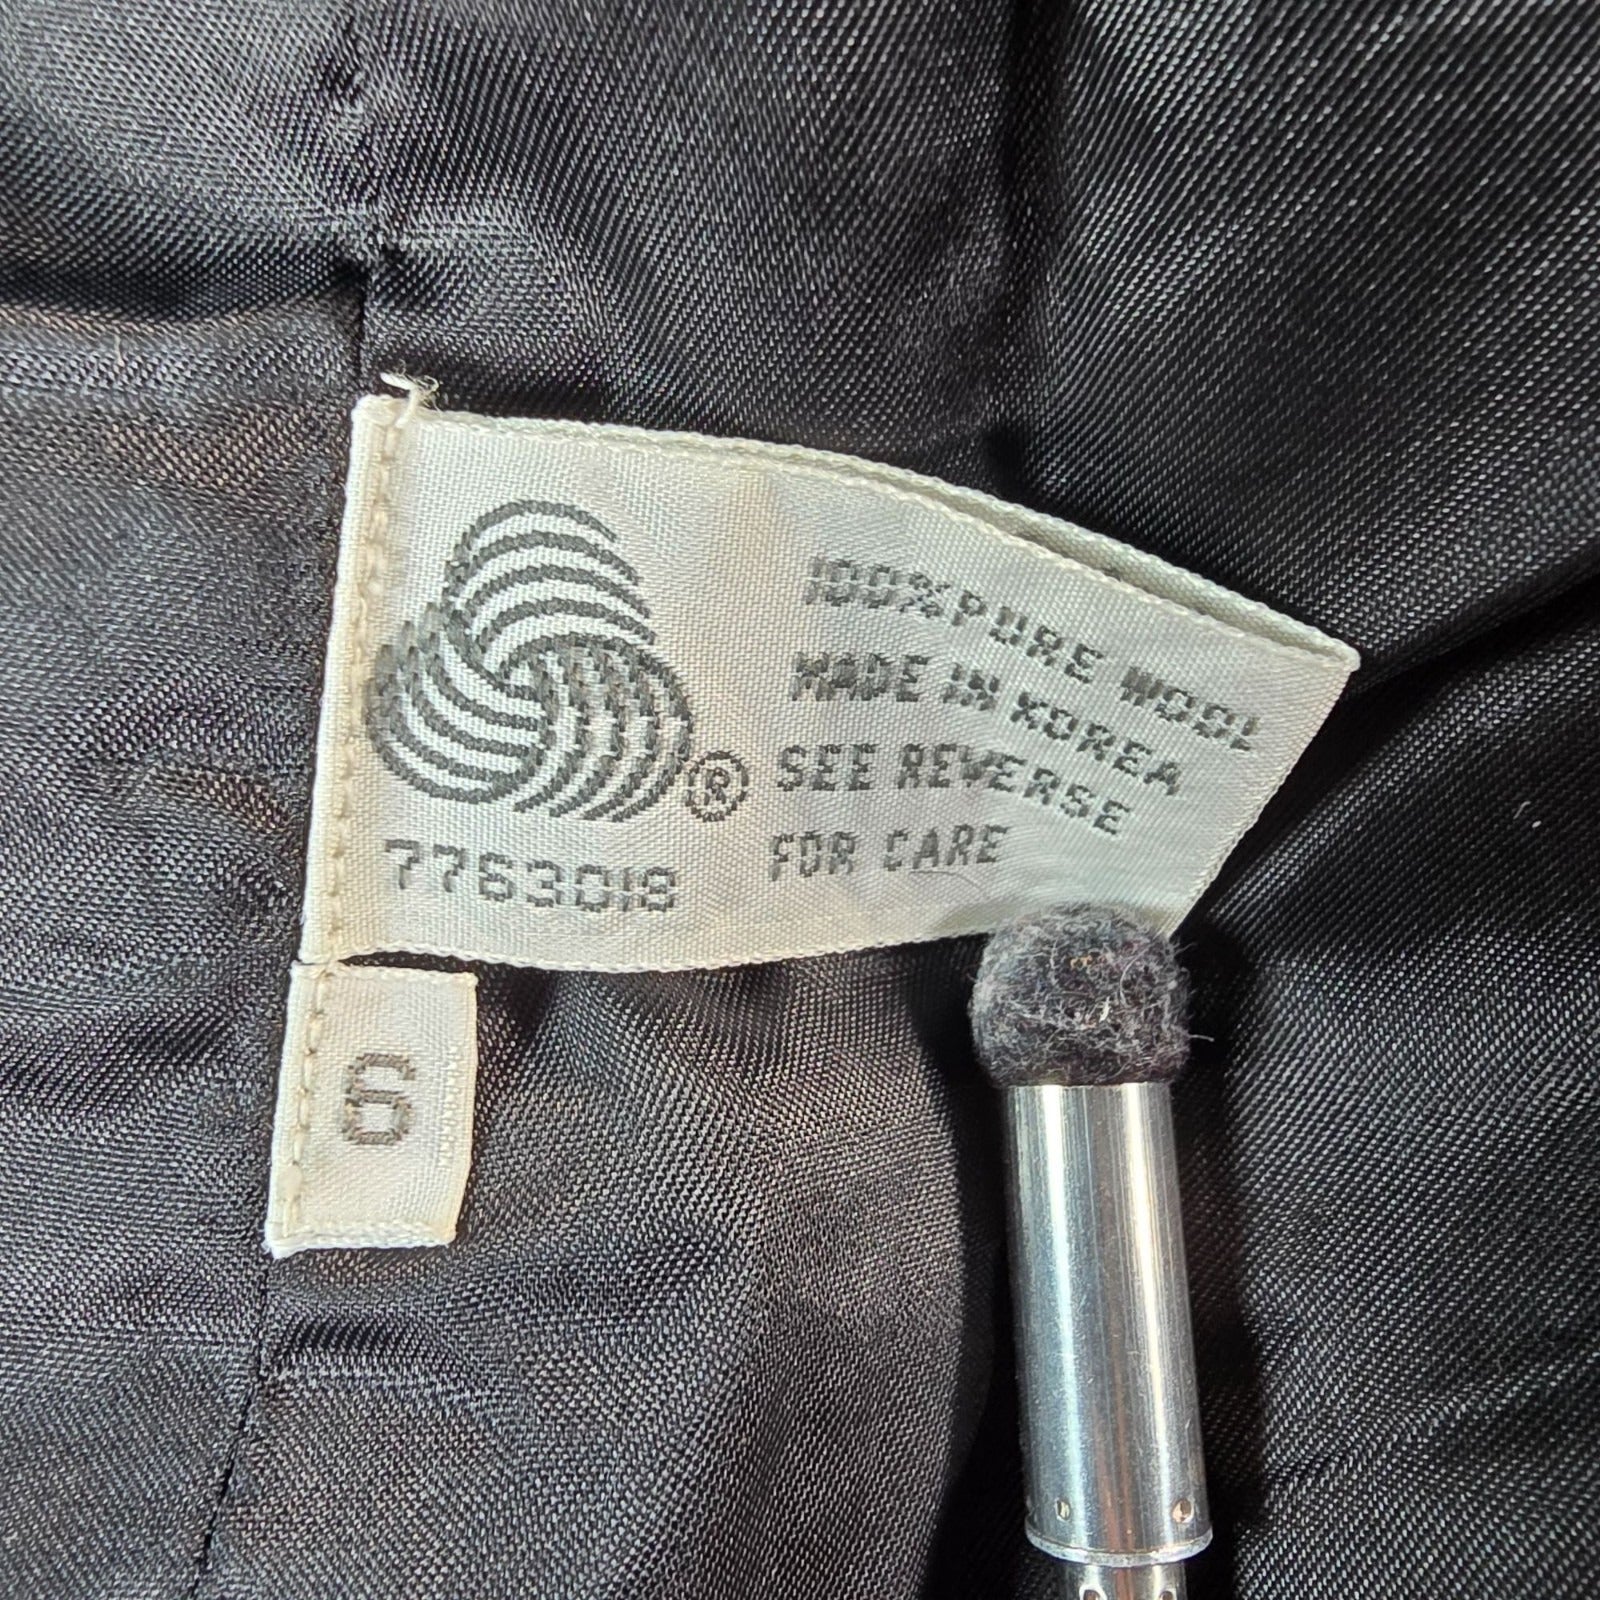 100% PURE WOOL
MADE IN KOREA
SEE REVERSE
FOR CARE
®
7763018
6